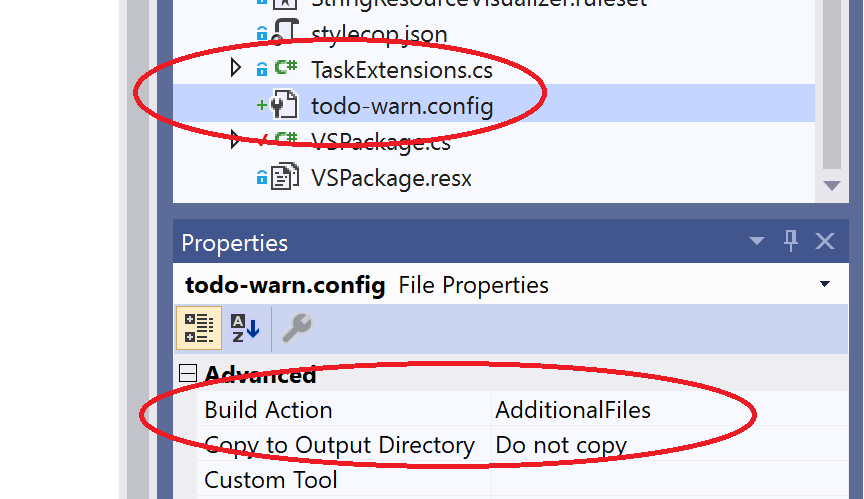 StringResourceVisualizer.ruleset
stylecop.json
C# TaskExtensions.cs
todo-warn.config
C# VSPackage.cs
VSPackage.resx
Properties
todo-warn.config File Properties
A Z
Advanced
Build Action AdditionalFiles
Copy to Output Directory Do not copy
Custom Tool